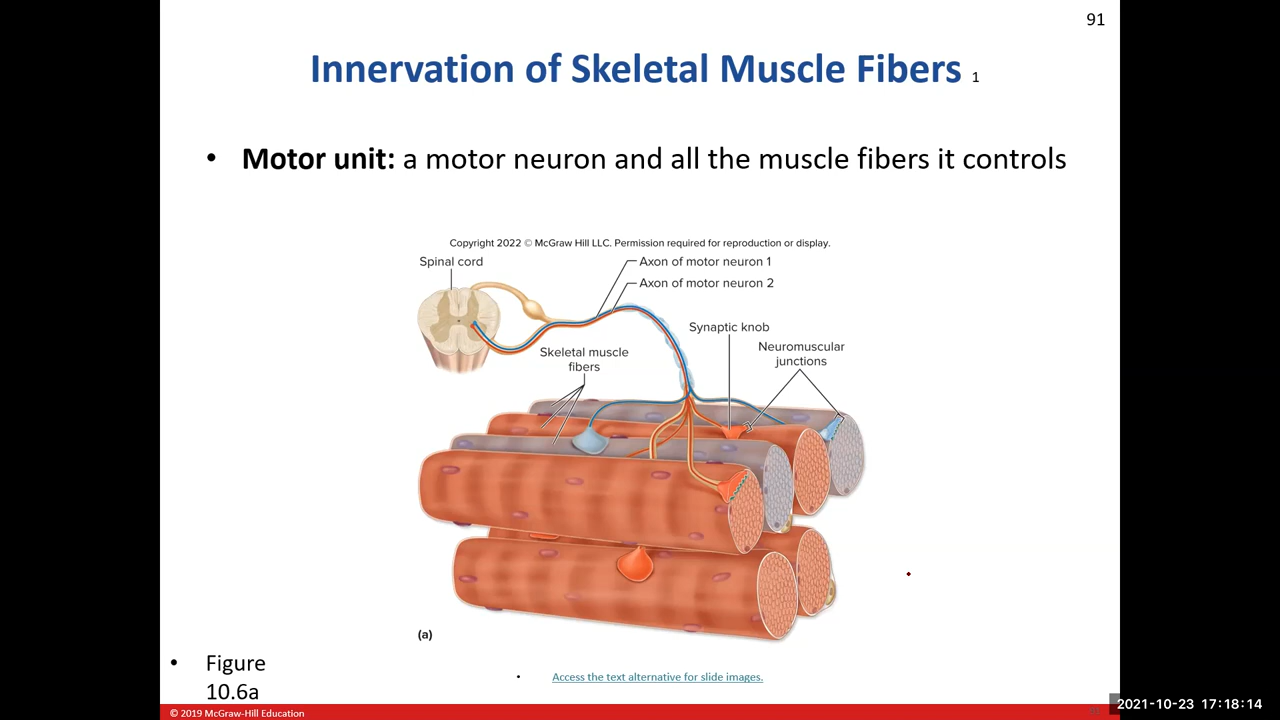 91
Innervation of Skeletal Muscle Fibers 1
• Motor unit: a motor neuron and all the muscle fibers it controls
Copyright 2022 © McGraw Hill LLC. Permission required for reproduction or display.
Spinal cord
Axon of motor neuron 1
Axon of motor neuron 2
Synaptic knob
Neuromuscular
junctions
Skeletal muscle
fibers
(a)
• Figure
10.6a
• Access the text alternative for slide images.
© 2019 McGraw-Hill Education
2021-10-23 17:18:14